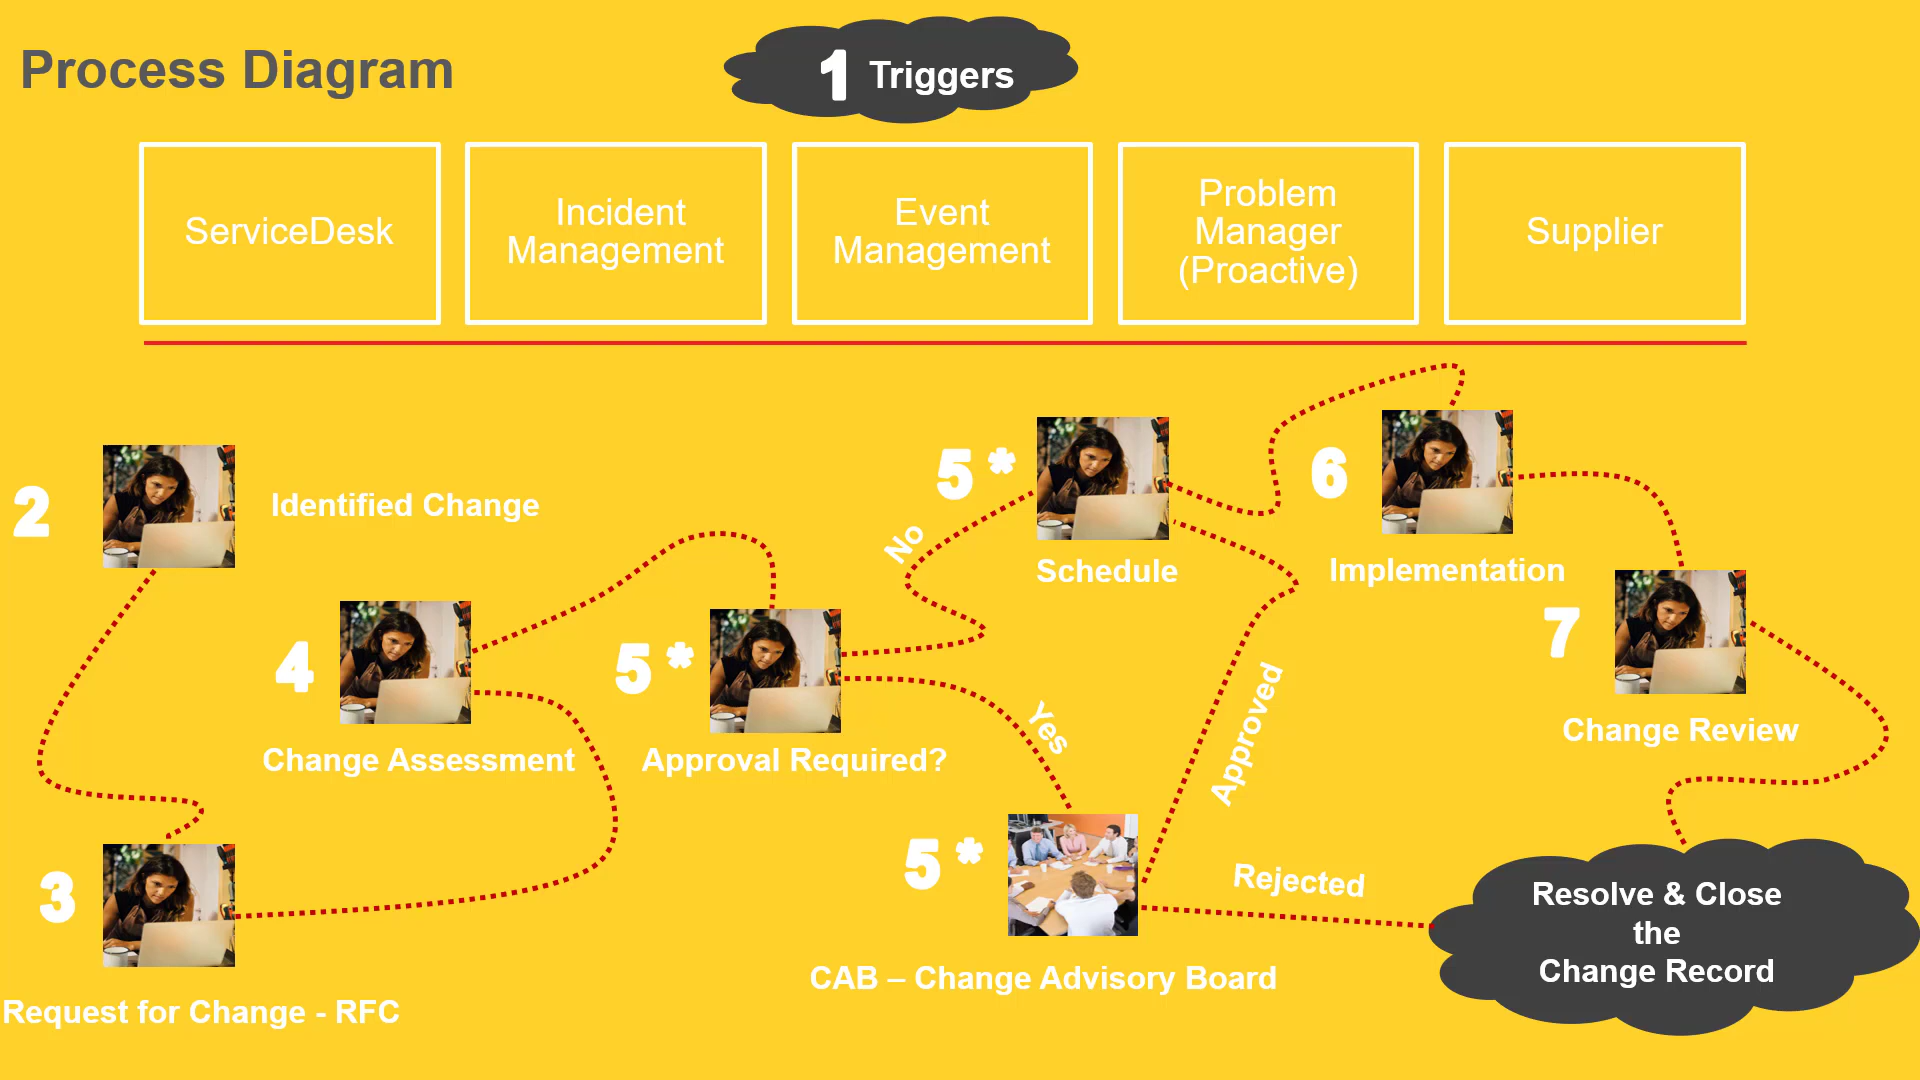 Process Diagram
1 Triggers
ServiceDesk
Incident
Management
Event
Management
Problem
Manager
(Proactive)
Supplier
2
Identified Change
3
Request for Change - RFC
4
Change Assessment
5 *
Approval Required?
No
Yes
5 *
Schedule
5 *
CAB – Change Advisory Board
Approved
Rejected
6
Implementation
7
Change Review
Resolve & Close
the
Change Record